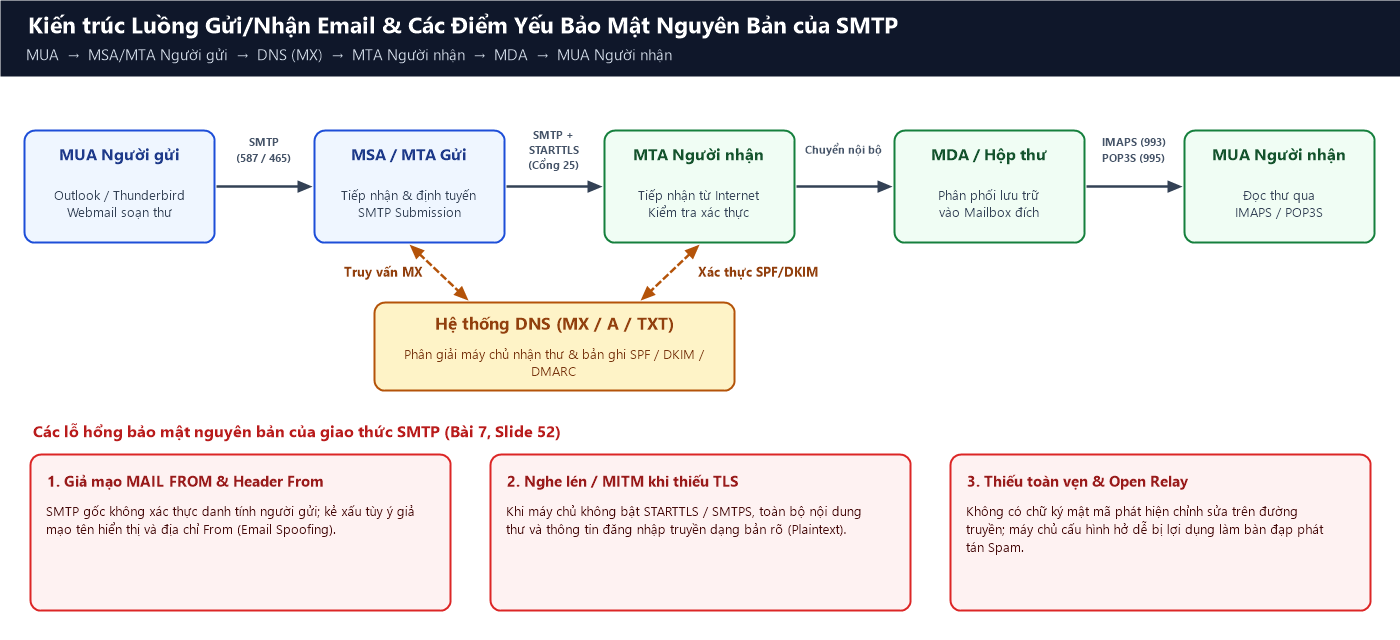 Kiến trúc Luồng Gửi/Nhận Email & Các Điểm Yếu Bảo Mật Nguyên Bản của SMTP
MUA → MSA/MTA Người gửi → DNS (MX) → MTA Người nhận → MDA → MUA Người nhận
MUA Người gửi
Outlook / Thunderbird
Webmail soạn thư
SMTP
(587 / 465)
MSA / MTA Gửi
Tiếp nhận & định tuyến
SMTP Submission
SMTP +
STARTTLS
(Cổng 25)
MTA Người nhận
Tiếp nhận từ Internet
Kiểm tra xác thực
Chuyển nội bộ
MDA / Hộp thư
Phân phối lưu trữ
vào Mailbox đích
IMAPS (993)
POP3S (995)
MUA Người nhận
Đọc thư qua
IMAPS / POP3S
Truy vấn MX
Xác thực SPF/DKIM
Hệ thống DNS (MX / A / TXT)
Phân giải máy chủ nhận thư & bản ghi SPF / DKIM /
DMARC
Các lỗ hổng bảo mật nguyên bản của giao thức SMTP (Bài 7, Slide 52)
1. Giả mạo MAIL FROM & Header From
SMTP gốc không xác thực danh tính người gửi; kẻ xấu tùy ý giả
mạo tên hiển thị và địa chỉ From (Email Spoofing).
2. Nghe lén / MITM khi thiếu TLS
Khi máy chủ không bật STARTTLS / SMTPS, toàn bộ nội dung
thư và thông tin đăng nhập truyền dạng bản rõ (Plaintext).
3. Thiếu toàn vẹn & Open Relay
Không có chữ ký mật mã phát hiện chỉnh sửa trên đường
truyền; máy chủ cấu hình hở dễ bị lợi dụng làm bàn đạp phát
tán Spam.